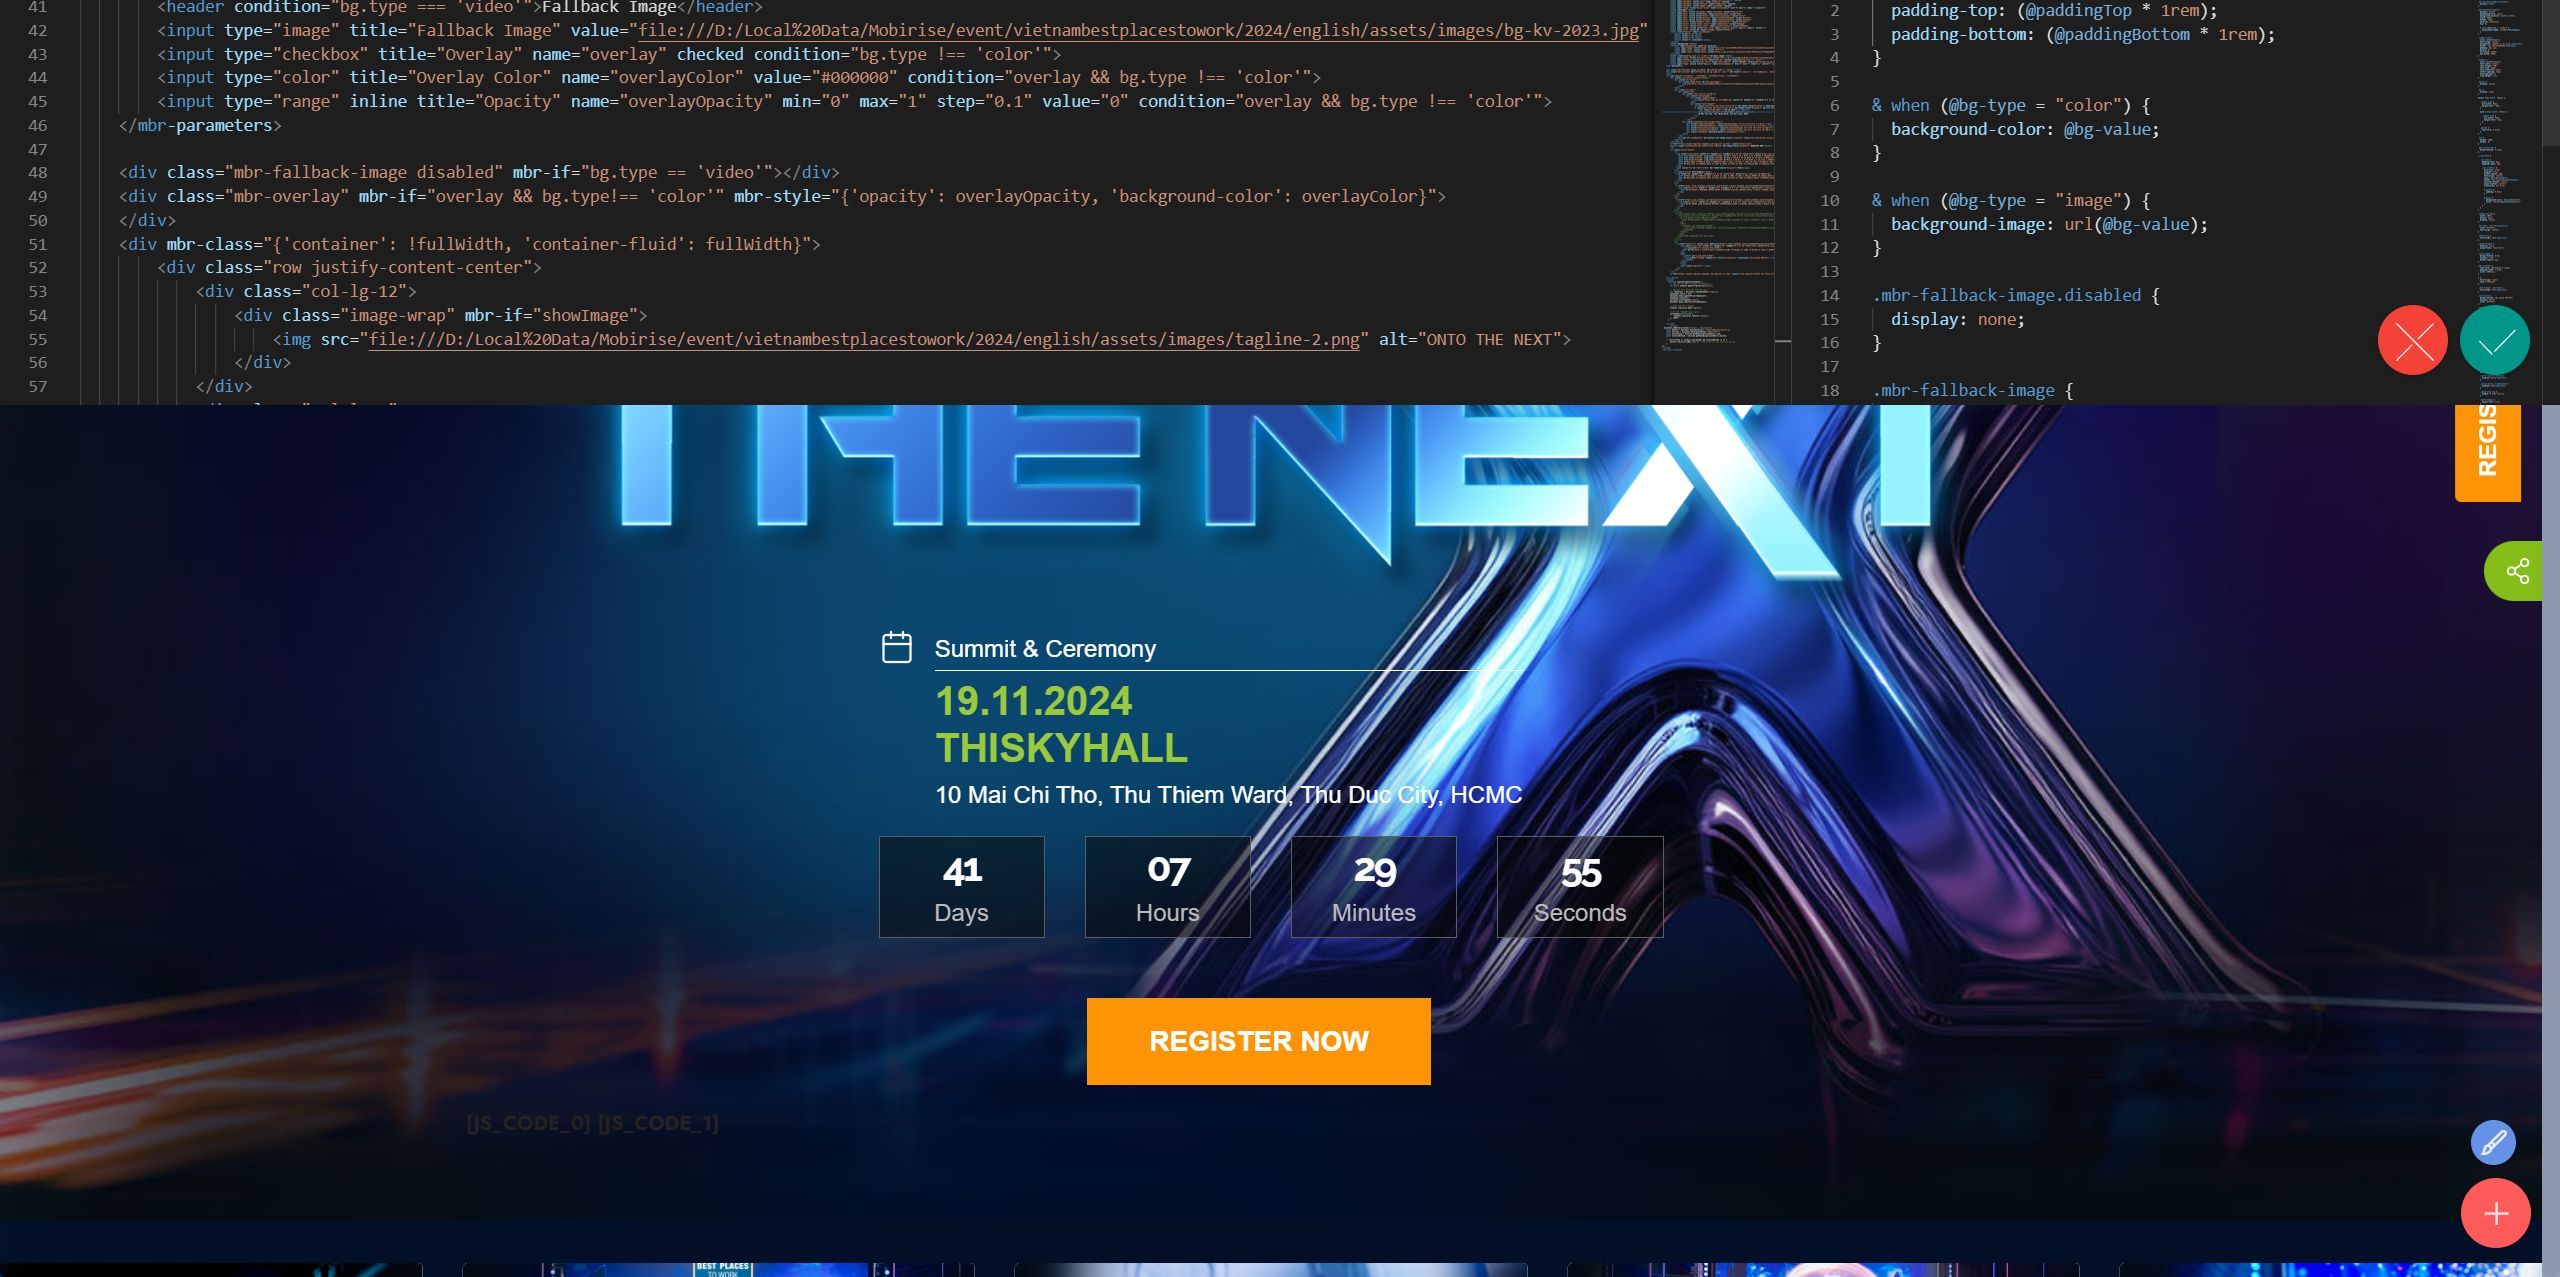 41 <header condition="bg.type === 'video'">Fallback Image</header>
42 <input type="image" title="Fallback Image" value="file:///D:/Local%20Data/Mobirise/event/vietnambestplacestowork/2024/english/assets/images/bg-kv-2023.jpg"
43 <input type="checkbox" title="Overlay" name="overlay" checked condition="bg.type !== 'color'">
44 <input type="color" title="Overlay Color" name="overlayColor" value="#000000" condition="overlay && bg.type !== 'color'">
45 <input type="range" inline title="Opacity" name="overlayOpacity" min="0" max="1" step="0.1" value="0" condition="overlay && bg.type !== 'color'">
46 </mbr-parameters>
47
48 <div class="mbr-fallback-image disabled" mbr-if="bg.type == 'video'"></div>
49 <div class="mbr-overlay" mbr-if="overlay && bg.type!== 'color'" mbr-style="{'opacity': overlayOpacity, 'background-color': overlayColor}">
50 </div>
51 <div mbr-class="{'container': !fullWidth, 'container-fluid': fullWidth}">
52 <div class="row justify-content-center">
53 <div class="col-lg-12">
54 <div class="image-wrap" mbr-if="showImage">
55 <img src="file:///D:/Local%20Data/Mobirise/event/vietnambestplacestowork/2024/english/assets/images/tagline-2.png" alt="ONTO THE NEXT">
56 </div>
57 </div>
2 padding-top: (@paddingTop * 1rem);
3 padding-bottom: (@paddingBottom * 1rem);
4 }
5
6 & when (@bg-type = "color") {
7 background-color: @bg-value;
8 }
9
10 & when (@bg-type = "image") {
11 background-image: url(@bg-value);
12 }
13
14 .mbr-fallback-image.disabled {
15 display: none;
16 }
17
18 .mbr-fallback-image {
THE NEXT
REGIS
Summit & Ceremony
19.11.2024
THISKYHALL
10 Mai Chi Tho, Thu Thiem Ward, Thu Duc City, HCMC
41 07 29 55
Days Hours Minutes Seconds
REGISTER NOW
[JS_CODE_0] [JS_CODE_1]
BEST PLACES
TO WORK